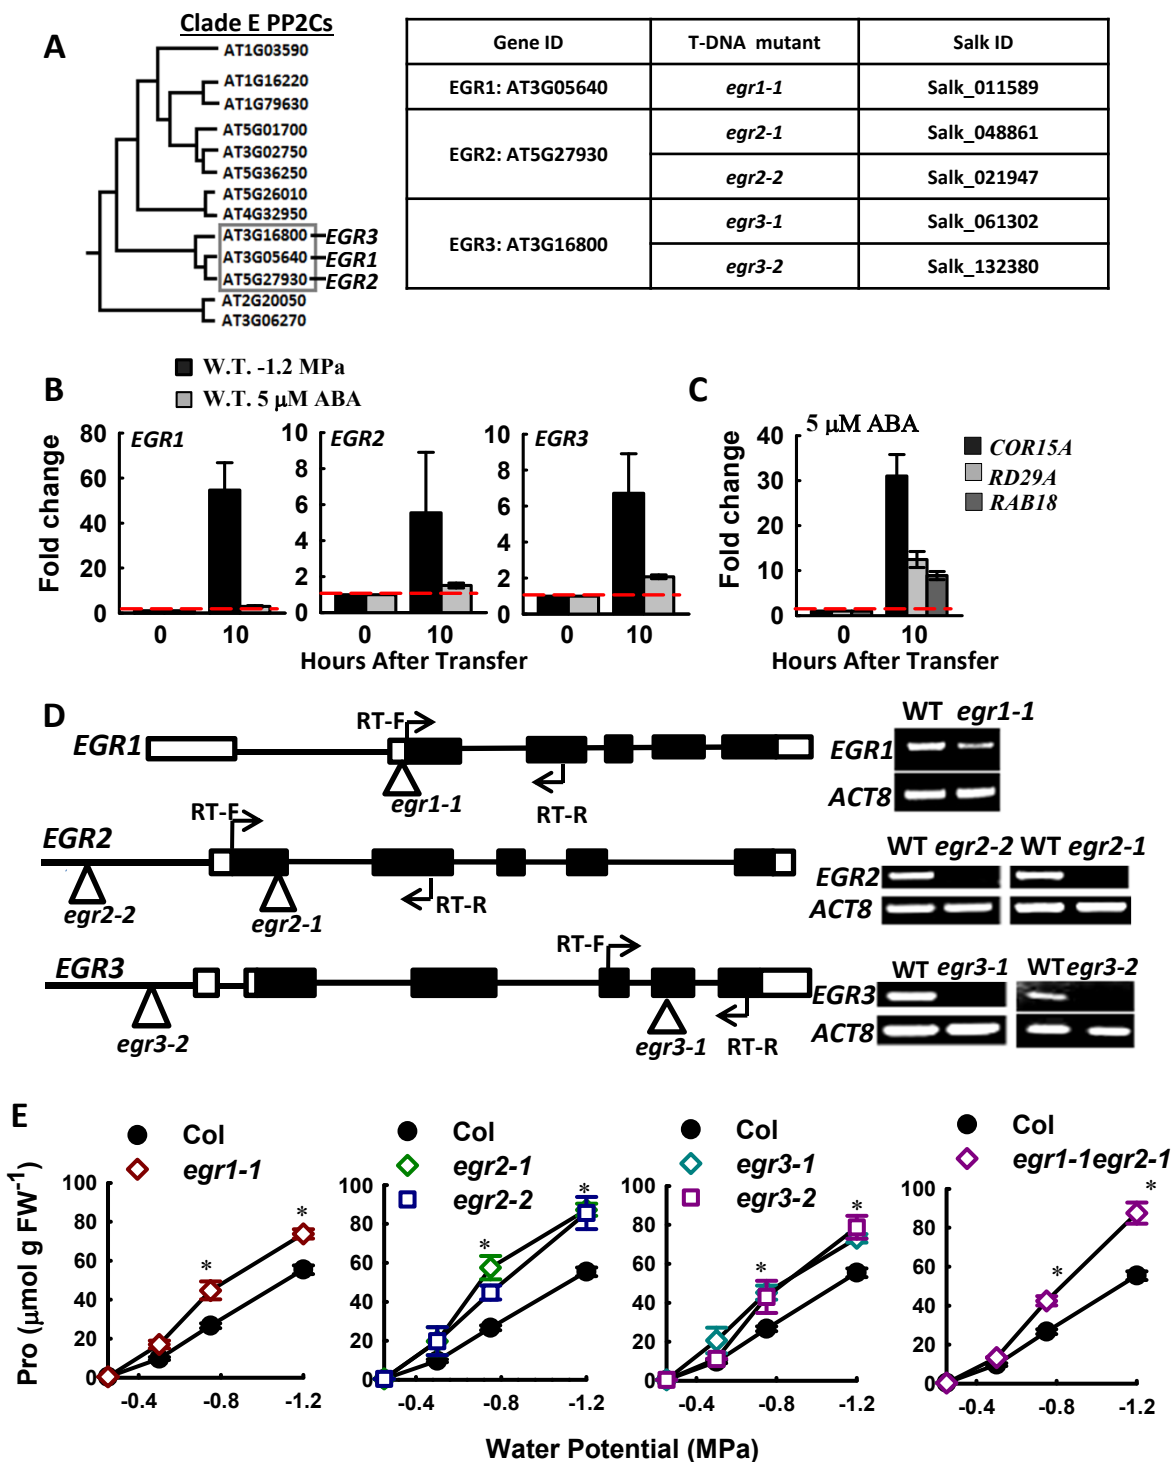 A
Clade E PP2Cs
AT1G03590
AT1G16220
AT1G79630
AT5G01700
AT3G02750
AT5G36250
AT5G26010
AT4G32950
AT3G16800 EGR3
AT3G05640 EGR1
AT5G27930 EGR2
AT2G20050
AT3G06270
Gene ID T-DNA mutant Salk ID
EGR1: AT3G05640 egr1-1 Salk_011589
EGR2: AT5G27930 egr2-1 Salk_048861
egr2-2 Salk_021947
EGR3: AT3G16800 egr3-1 Salk_061302
egr3-2 Salk_132380
B
W.T. -1.2 MPa
W.T. 5 µM ABA
Fold change
EGR1
80
60
40
20
0
0 10
EGR2
10
8
6
4
2
0
0 10
EGR3
10
8
6
4
2
0
0 10
Hours After Transfer
C
5 µM ABA
COR15A
RD29A
RAB18
Fold change
40
30
20
10
0
0 10
Hours After Transfer
D
EGR1
RT-F
egr1-1
RT-R
WT egr1-1
EGR1
ACT8
EGR2
RT-F
egr2-2
egr2-1
RT-R
WT egr2-2 WT egr2-1
EGR2
ACT8
EGR3
RT-F
egr3-2
egr3-1
RT-R
WT egr3-1 WT egr3-2
EGR3
ACT8
E
Pro (µmol g FW⁻¹)
Col
egr1-1
100
80
60
40
20
0
* *
-0.4 -0.8 -1.2
Col
egr2-1
egr2-2
100
80
60
40
20
0
* *
-0.4 -0.8 -1.2
Col
egr3-1
egr3-2
100
80
60
40
20
0
* *
-0.4 -0.8 -1.2
Col
egr1-1egr2-1
100
80
60
40
20
0
* *
-0.4 -0.8 -1.2
Water Potential (MPa)